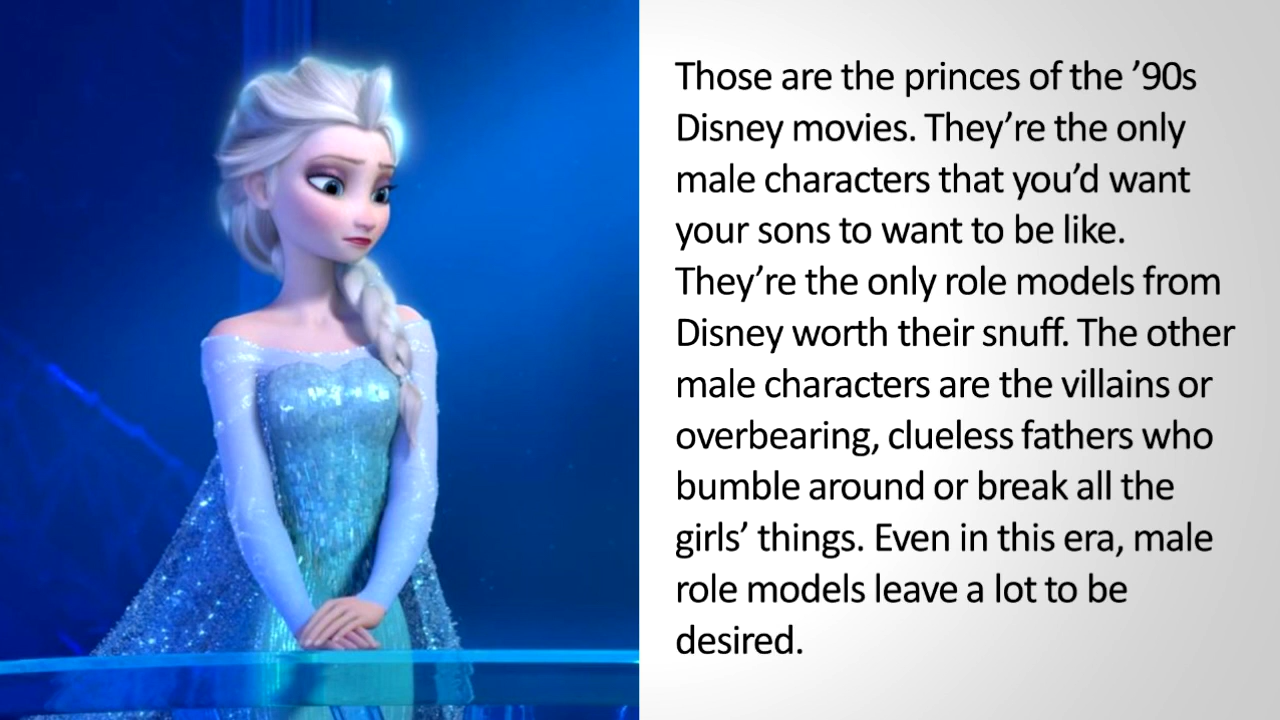 Those are the princes of the ’90s
Disney movies. They’re the only
male characters that you’d want
your sons to want to be like.
They’re the only role models from
Disney worth their snuff. The other
male characters are the villains or
overbearing, clueless fathers who
bumble around or break all the
girls’ things. Even in this era, male
role models leave a lot to be
desired.